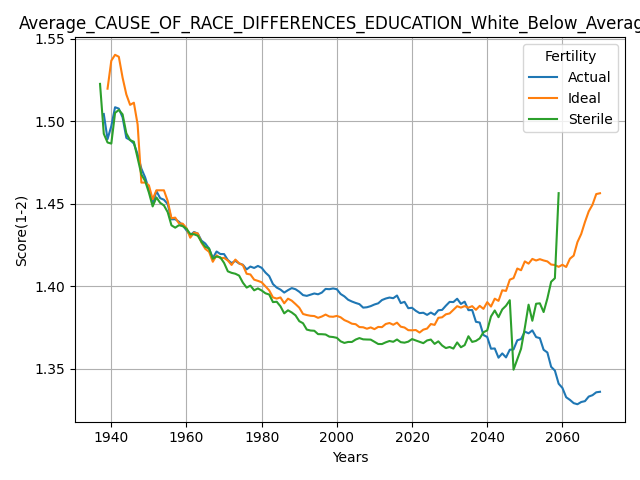 Average_CAUSE_OF_RACE_DIFFERENCES_EDUCATION_White_Below_Averag
Fertility
Actual
Ideal
Sterile
Score(1-2)
1.55
1.50
1.45
1.40
1.35
1940 1960 1980 2000 2020 2040 2060
Years